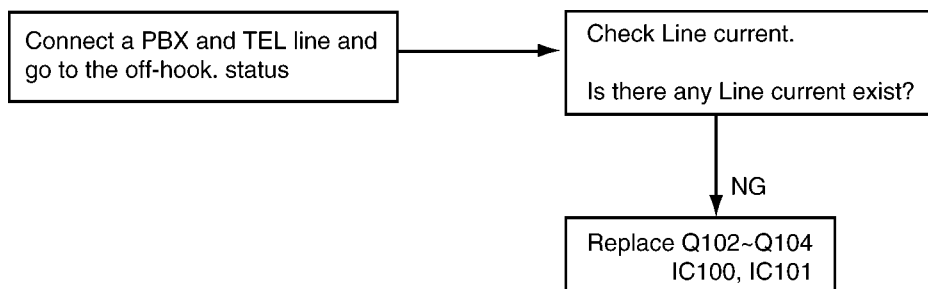 Connect a PBX and TEL line and
go to the off-hook. status
Check Line current.
Is there any Line current exist?
NG
Replace Q102~Q104
IC100, IC101